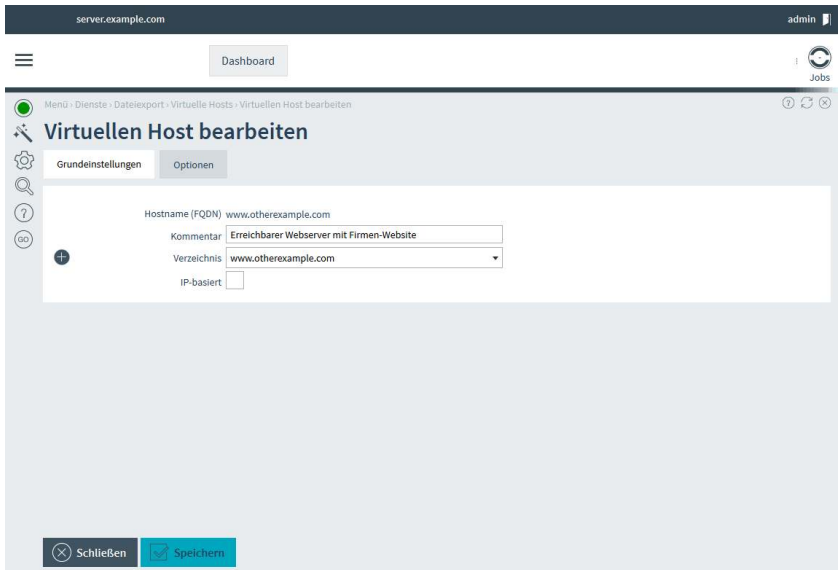 server.example.com
admin
Dashboard
Jobs
Menü › Dienste › Dateiexport › Virtuelle Hosts › Virtuellen Host bearbeiten
Virtuellen Host bearbeiten
Grundeinstellungen
Optionen
GO
Hostname (FQDN) www.otherexample.com
Kommentar Erreichbarer Webserver mit Firmen-Website
Verzeichnis www.otherexample.com
IP-basiert
Schließen
Speichern